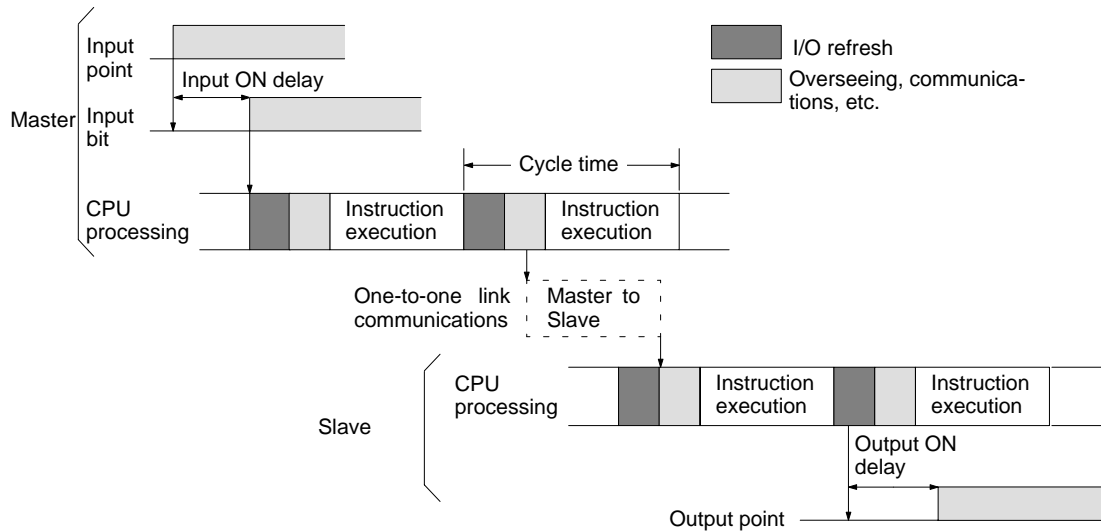 Input
point
I/O refresh
Overseeing, communica-
tions, etc.
Input ON delay
Master
Input
bit
Cycle time
CPU
processing
Instruction
execution
Instruction
execution
One-to-one link
communications
Master to
Slave
CPU
processing
Instruction
execution
Instruction
execution
Slave
Output ON
delay
Output point